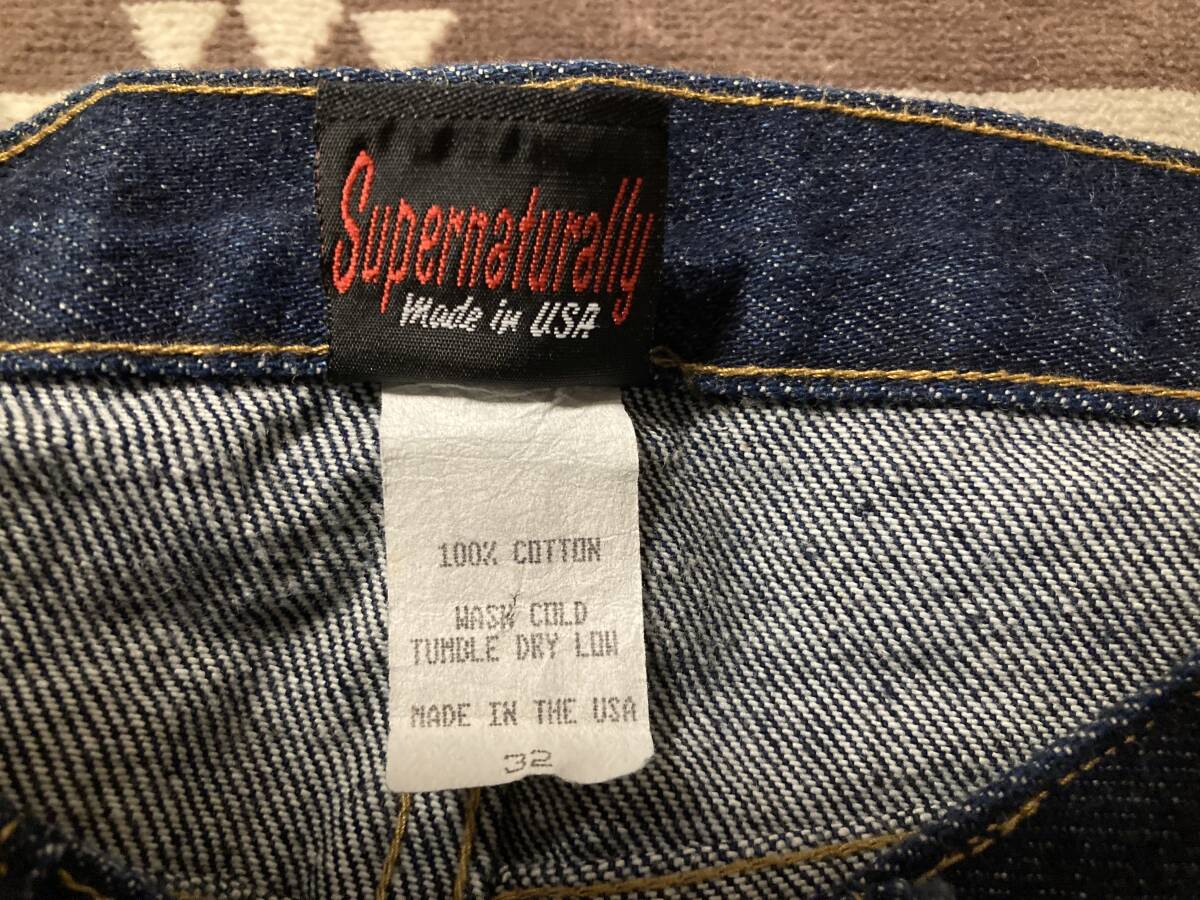 Supernaturally
Made in USA
100% COTTON
WASH COLD
TUMBLE DRY LOW
MADE IN THE USA
32